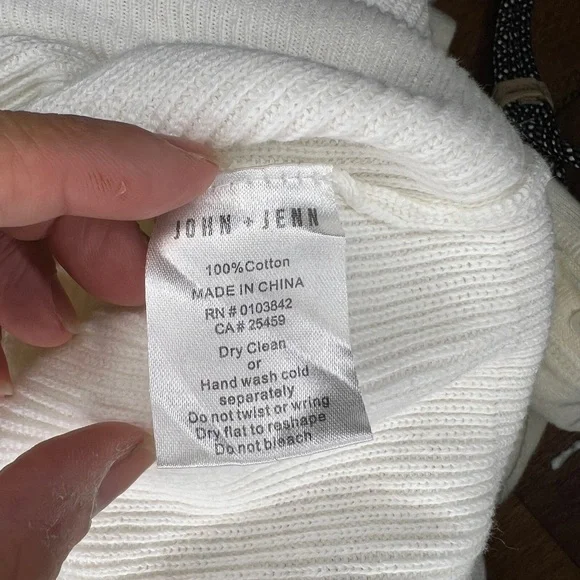 JOHN + JENN
100%Cotton
MADE IN CHINA
RN # 0103842
CA# 25459
Dry Clean
or
Hand wash cold
separately
Do not twist or wring
Dry flat to reshape
Do not bleach